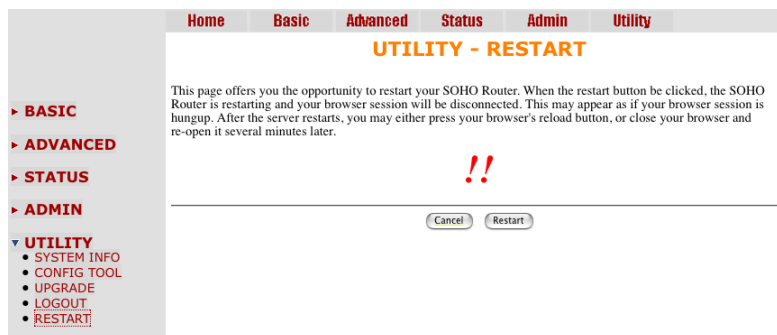 Home Basic Advanced Status Admin Utility
UTILITY - RESTART
This page offers you the opportunity to restart your SOHO Router. When the restart button be clicked, the SOHO
Router is restarting and your browser session will be disconnected. This may appear as if your browser session is
hungup. After the server restarts, you may either press your browser's reload button, or close your browser and
re-open it several minutes later.
!!
Cancel Restart
BASIC
ADVANCED
STATUS
ADMIN
UTILITY
SYSTEM INFO
CONFIG TOOL
UPGRADE
LOGOUT
RESTART